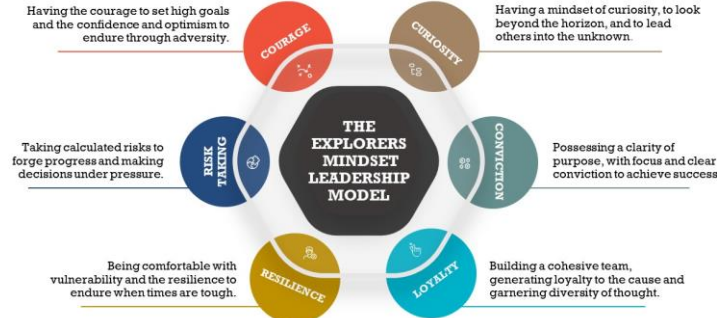 Having the courage to set high goals
and the confidence and optimism to
endure through adversity.
COURAGE
Having a mindset of curiosity, to look
beyond the horizon, and to lead
others into the unknown.
CURIOSITY
Taking calculated risks to
forge progress and making
decisions under pressure.
RISK
TAKING
THE
EXPLORERS
MINDSET
LEADERSHIP
MODEL
CONVICTION
Possessing a clarity of
purpose, with focus and clear
conviction to achieve success
Being comfortable with
vulnerability and the resilience to
endure when times are tough.
RESILIENCE
LOYALTY
Building a cohesive team,
generating loyalty to the cause and
garnering diversity of thought.